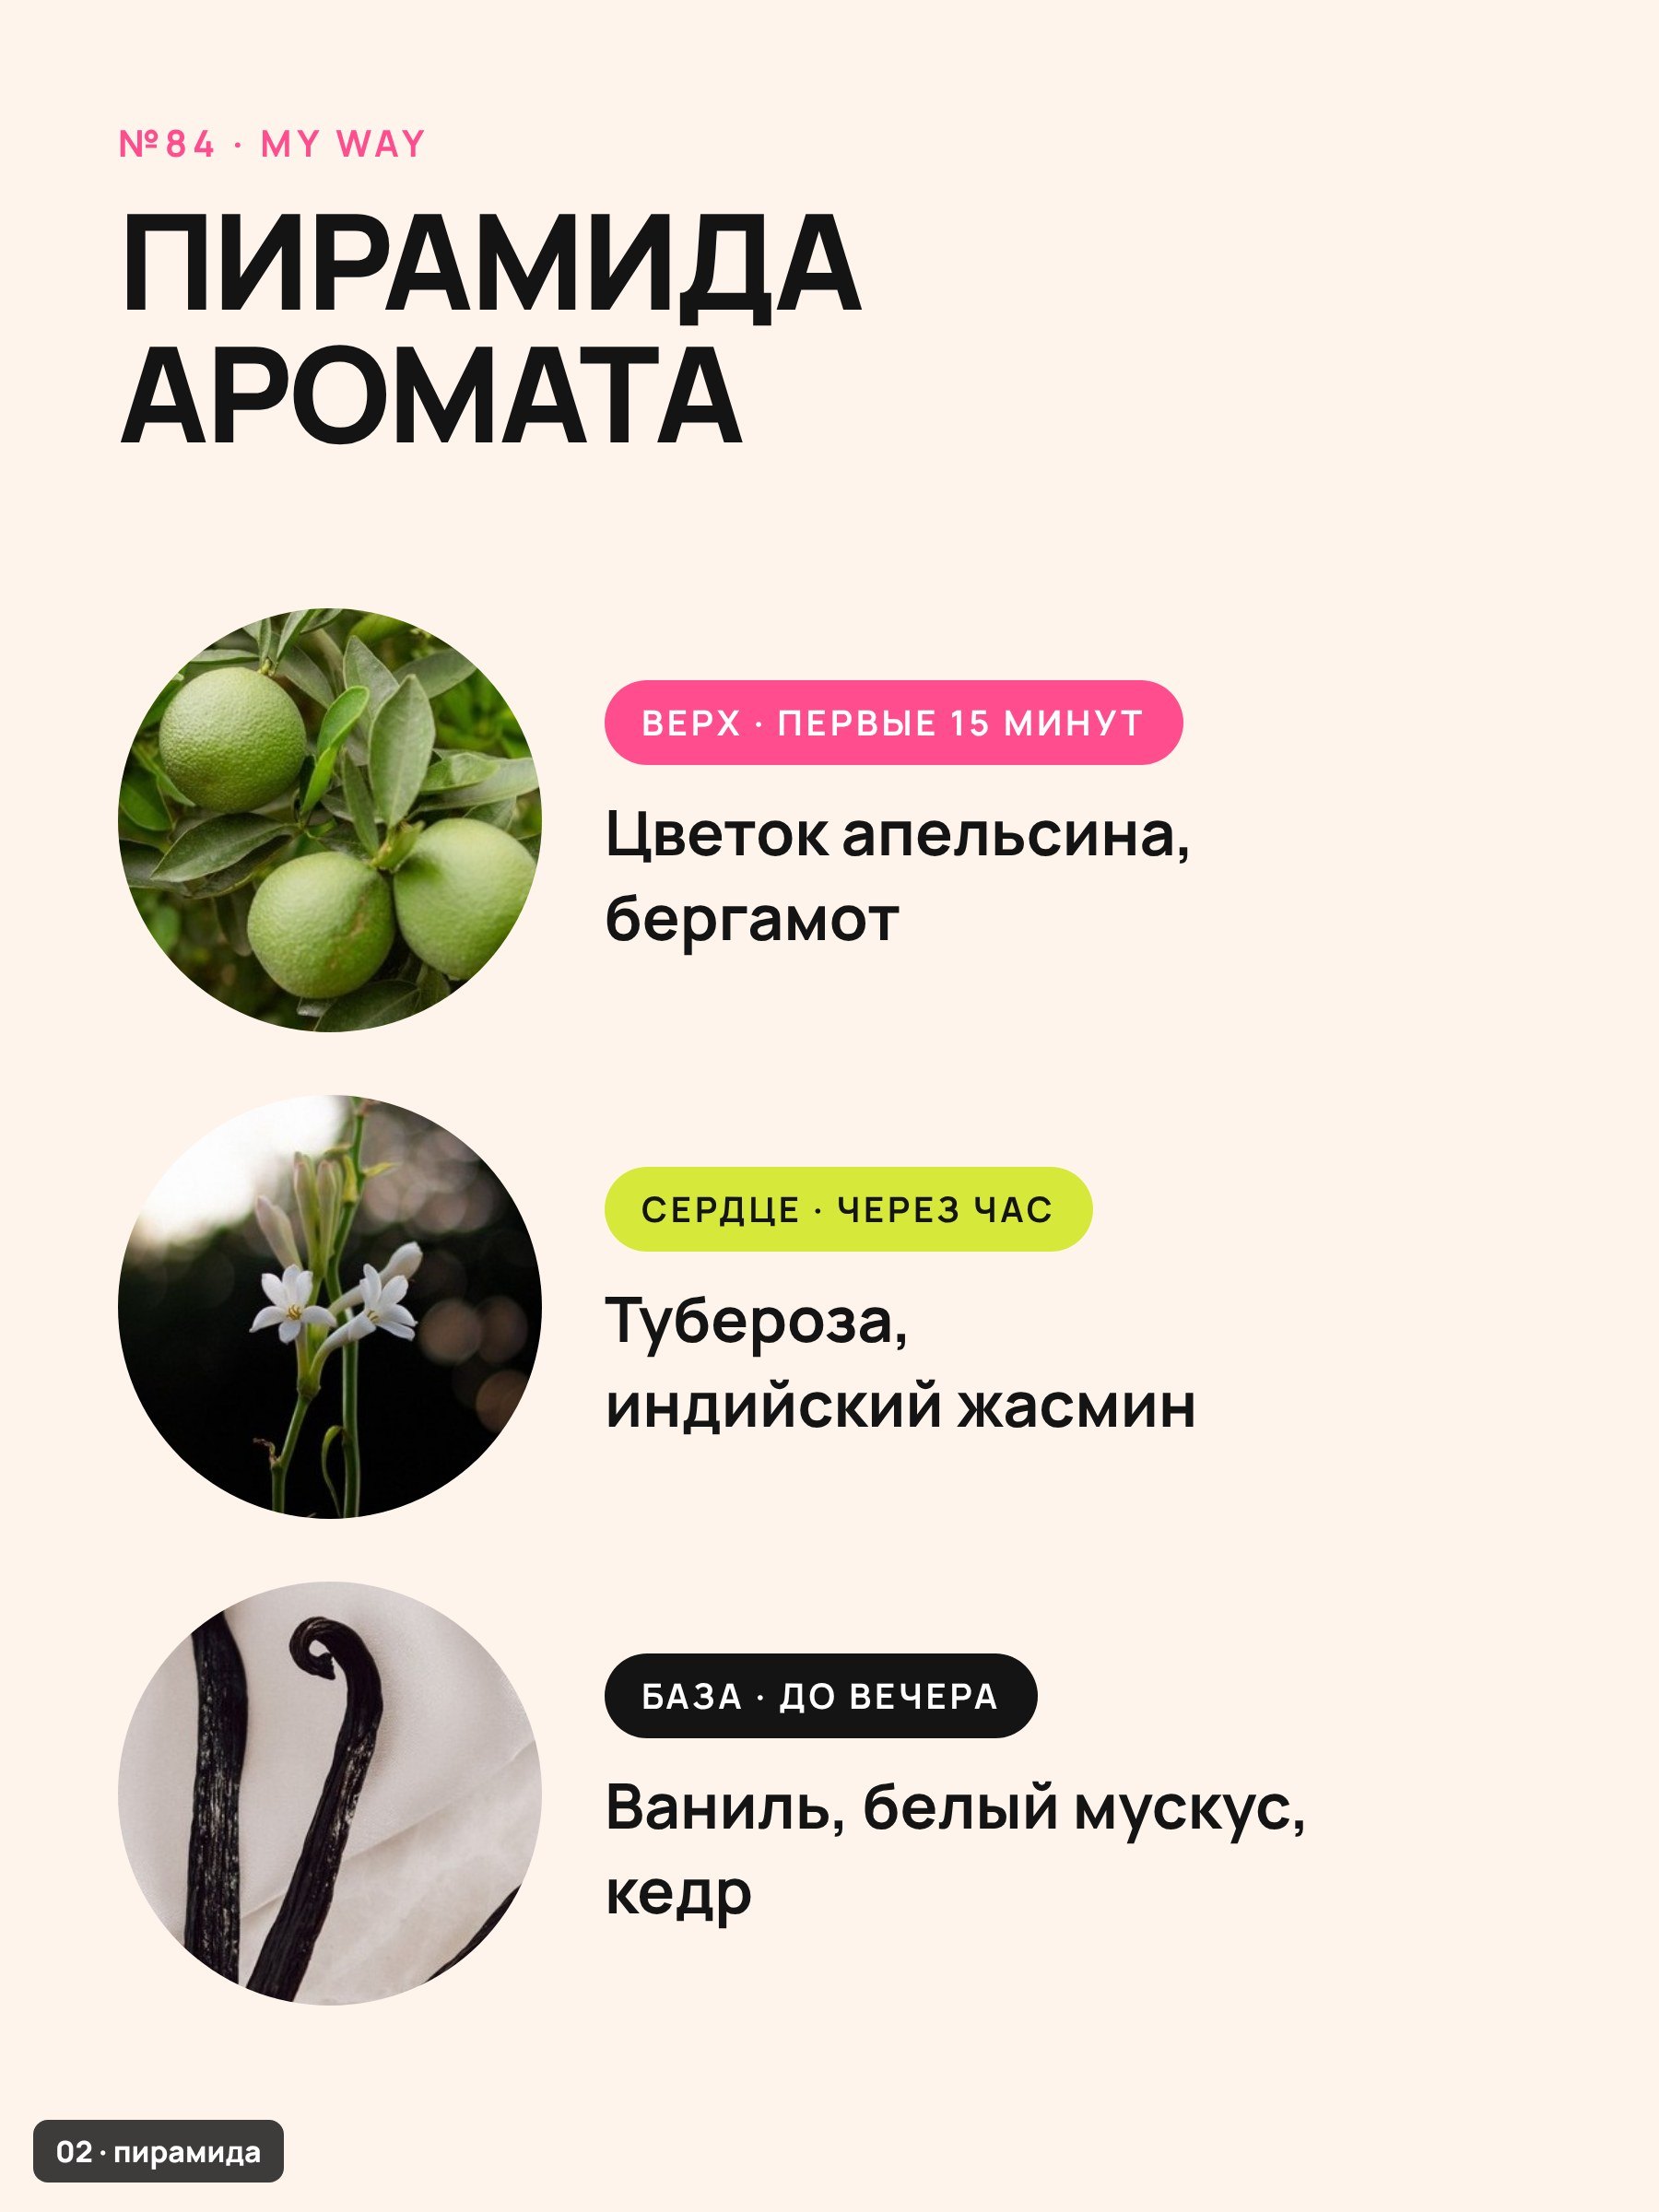 №84 · MY WAY
ПИРАМИДА
АРОМАТА
ВЕРХ · ПЕРВЫЕ 15 МИНУТ
Цветок апельсина,
бергамот
СЕРДЦЕ · ЧЕРЕЗ ЧАС
Тубероза,
индийский жасмин
БАЗА · ДО ВЕЧЕРА
Ваниль, белый мускус,
кедр
02 · пирамида